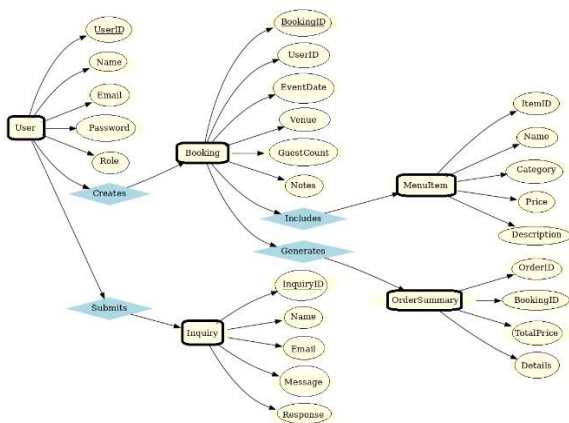 UserID
Name
Email
Password
Role
User
Creates
Submits
BookingID
UserID
EventDate
Venue
GuestCount
Notes
Booking
Includes
Generates
ItemID
Name
Category
Price
Description
MenuItem
OrderID
BookingID
TotalPrice
Details
OrderSummary
InquiryID
Name
Email
Message
Response
Inquiry